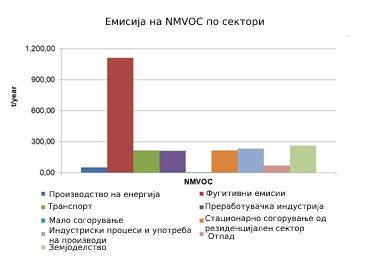 Емисија на NMVOC по сектори
1.200,00
900,00
600,00
300,00
0,00
t/year
NMVOC
Производство на енергија
Фугитивни емисии
Транспорт
Преработувачка индустрија
Мало согорување
Стационарно согорување од
резиденцијален сектор
Индустриски процеси и употреба
на производи
Отпад
Земјоделство